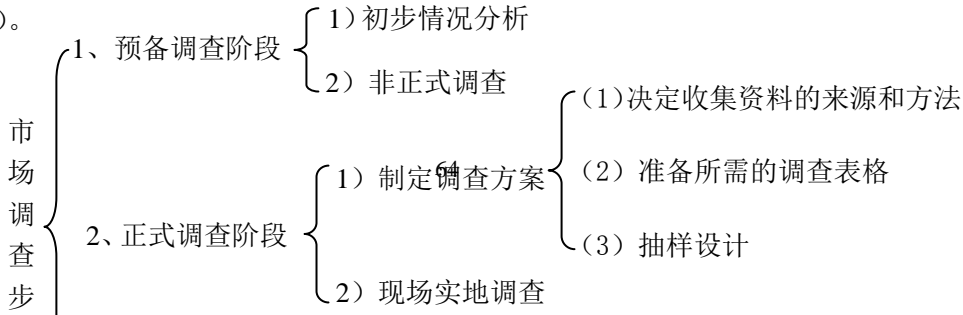 )。
1、预备调查阶段
1）初步情况分析
2）非正式调查
市场调查步
2、正式调查阶段
1）制定调查方案
64
(1)决定收集资料的来源和方法
(2) 准备所需的调查表格
(3) 抽样设计
2）现场实地调查